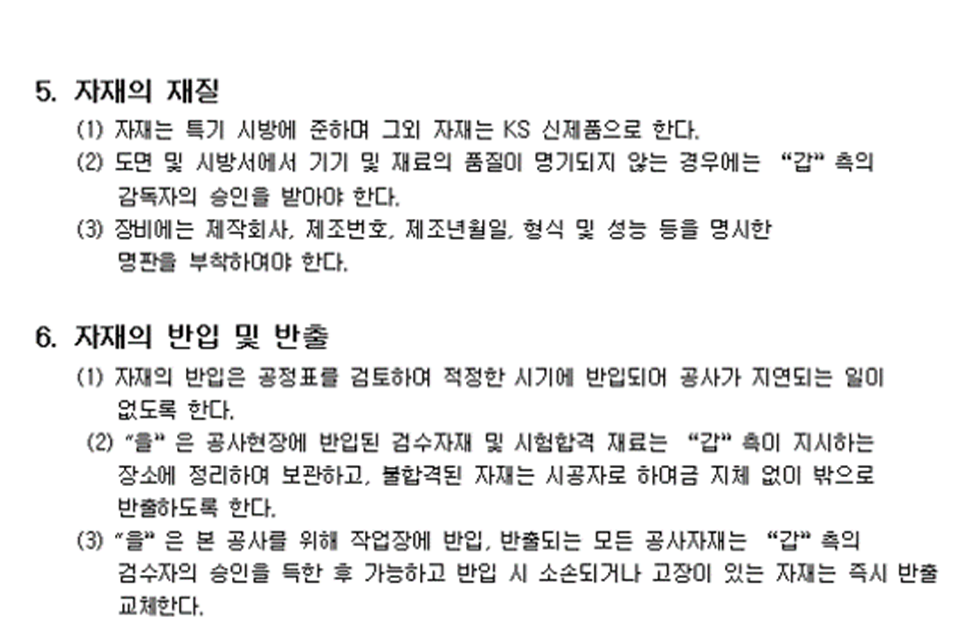 5. 자재의 재질
(1) 자재는 특기 시방에 준하며 그외 자재는 KS 신제품으로 한다.
(2) 도면 및 시방서에서 기기 및 재료의 품질이 명기되지 않는 경우에는 “갑” 측의
감독자의 승인을 받아야 한다.
(3) 장비에는 제작회사, 제조번호, 제조년월일, 형식 및 성능 등을 명시한
명판을 부착하여야 한다.
6. 자재의 반입 및 반출
(1) 자재의 반입은 공정표를 검토하여 적정한 시기에 반입되어 공사가 지연되는 일이
없도록 한다.
(2) “을” 은 공사현장에 반입된 검수자재 및 시험합격 재료는 “갑” 측이 지시하는
장소에 정리하여 보관하고, 불합격된 자재는 시공자로 하여금 지체 없이 밖으로
반출하도록 한다.
(3) “을” 은 본 공사를 위해 작업장에 반입, 반출되는 모든 공사자재는 “갑” 측의
검수자의 승인을 득한 후 가능하고 반입 시 소손되거나 고장이 있는 자재는 즉시 반출
교체한다.